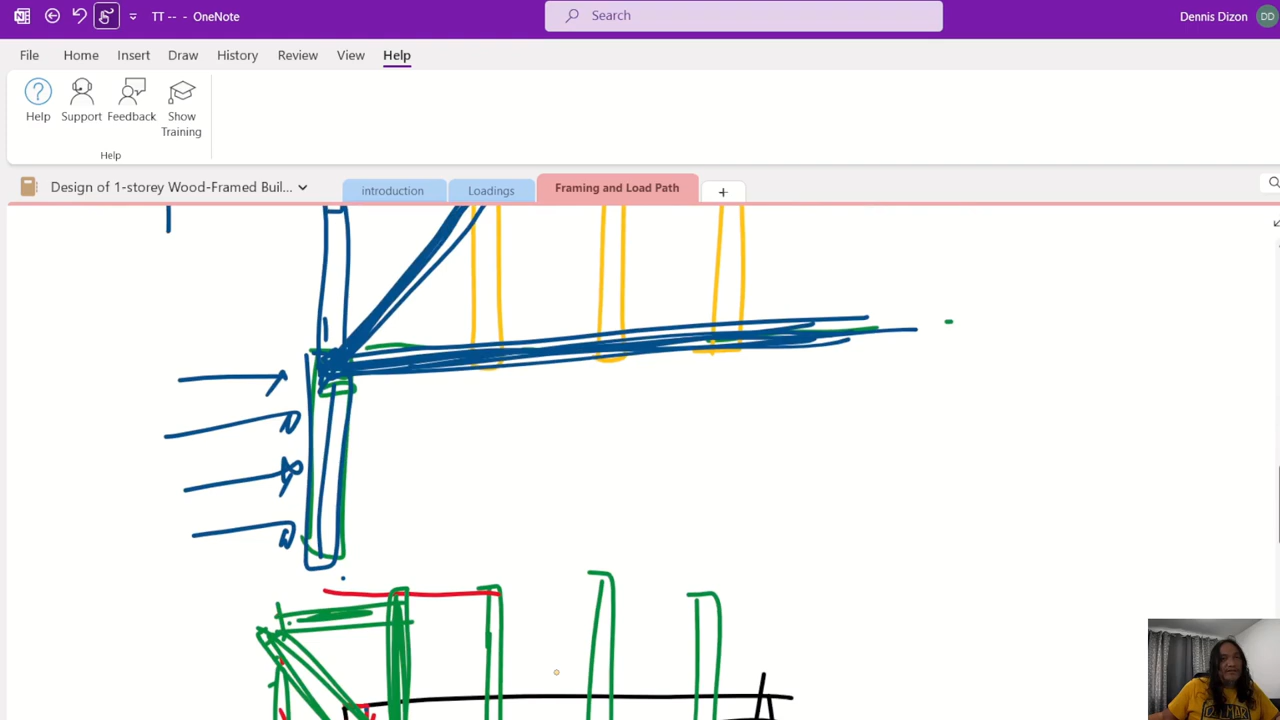 TT -- - OneNote
Search
Dennis Dizon
DD
File Home Insert Draw History Review View Help
Help Support Feedback Show Training
Help
Design of 1-storey Wood-Framed Buil...
introduction Loadings Framing and Load Path +